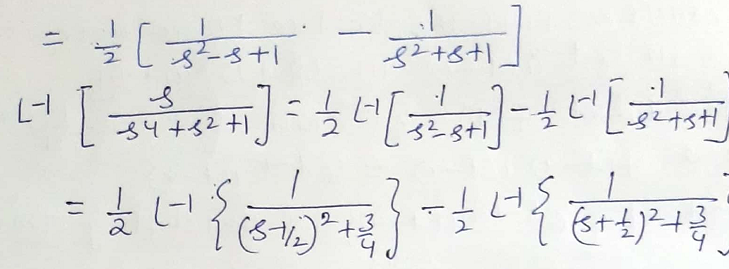 = 1/2 [ 1/(s²-s+1) - 1/(s²+s+1) ]
L-1 [ s/(s4+s²+1) ] = 1/2 L-1 [ 1/(s²-s+1) ] - 1/2 L-1 [ 1/(s²+s+1) ]
= 1/2 L-1 { 1/((s-1/2)²+3/4) } - 1/2 L-1 { 1/((s+1/2)²+3/4) }